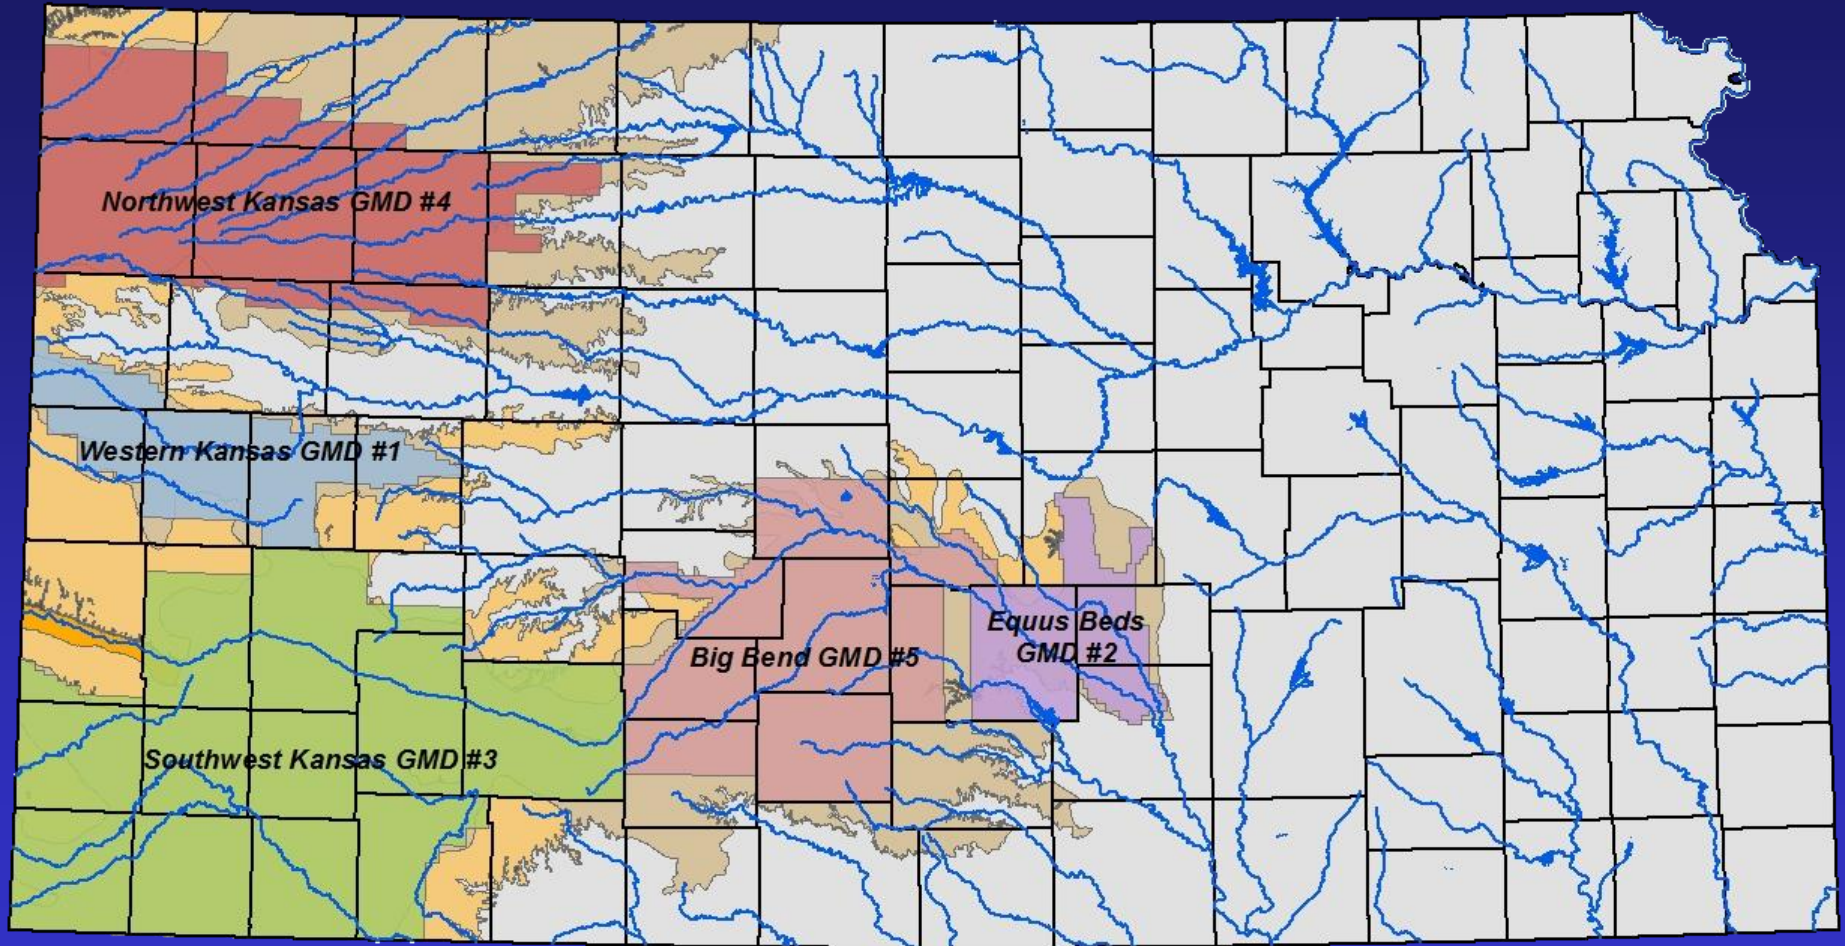 Northwest Kansas GMD #4
Western Kansas GMD #1
Equus Beds
GMD #2
Big Bend GMD #5
Southwest Kansas GMD #3